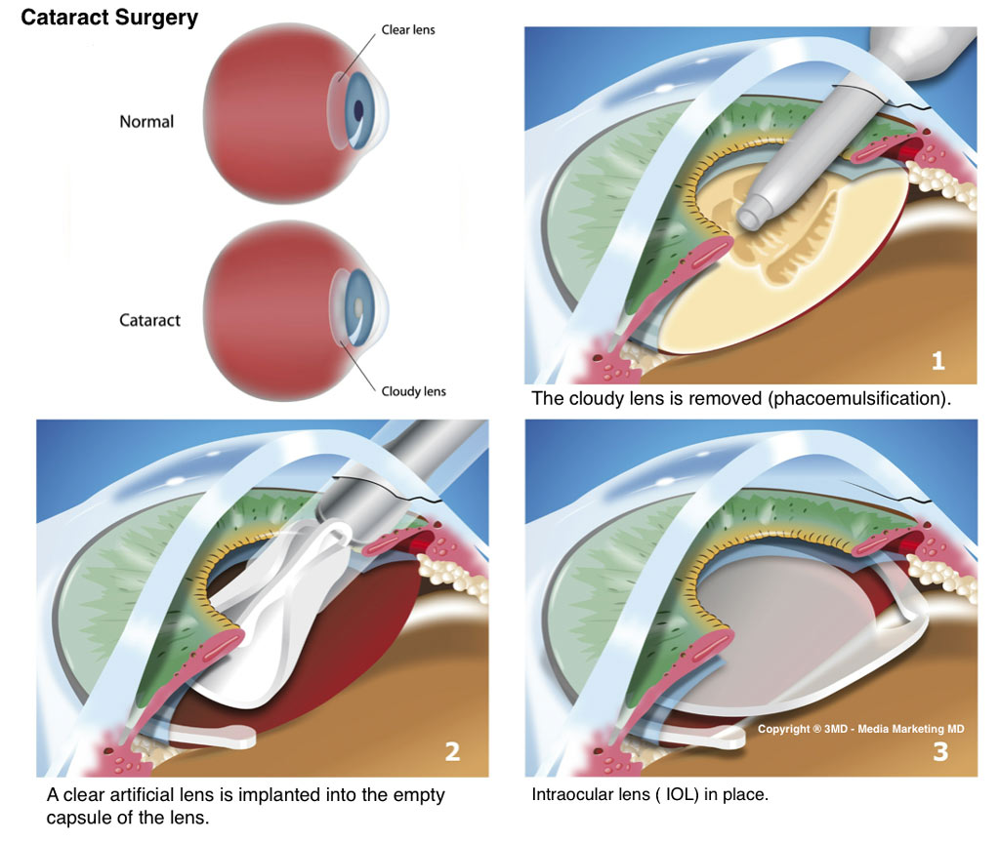 Cataract Surgery
Clear lens
Normal
Cataract
Cloudy lens
1
The cloudy lens is removed (phacoemulsification).
2
A clear artificial lens is implanted into the empty
capsule of the lens.
Copyright ® 3MD - Media Marketing MD
3
Intraocular lens ( IOL) in place.